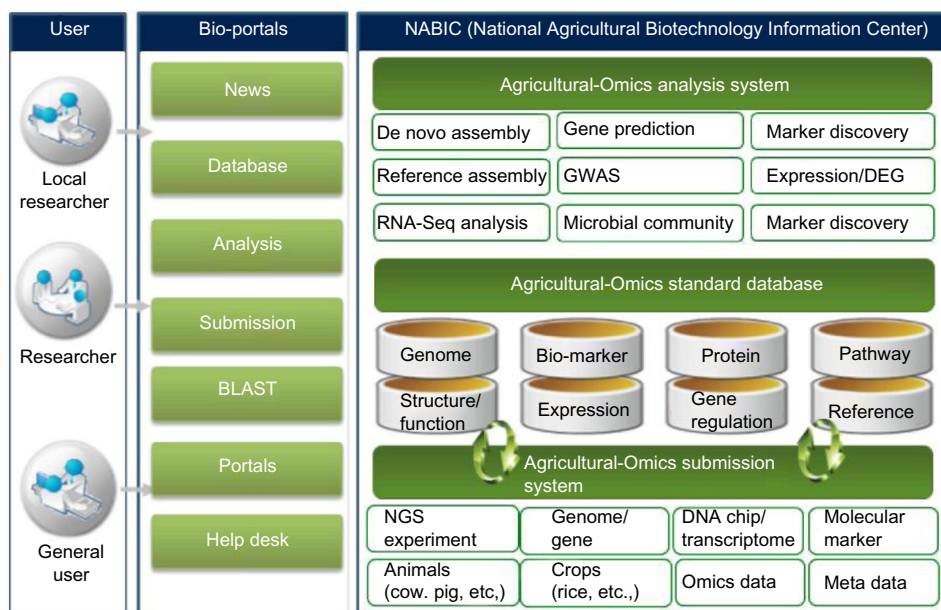 User
Bio-portals
NABIC (National Agricultural Biotechnology Information Center)
Local
researcher
Researcher
General
user
News
Database
Analysis
Submission
BLAST
Portals
Help desk
Agricultural-Omics analysis system
De novo assembly
Gene prediction
Marker discovery
Reference assembly
GWAS
Expression/DEG
RNA-Seq analysis
Microbial community
Marker discovery
Agricultural-Omics standard database
Genome
Bio-marker
Protein
Pathway
Structure/
function
Expression
Gene
regulation
Reference
Agricultural-Omics submission
system
NGS
experiment
Genome/
gene
DNA chip/
transcriptome
Molecular
marker
Animals
(cow. pig, etc,)
Crops
(rice, etc.,)
Omics data
Meta data